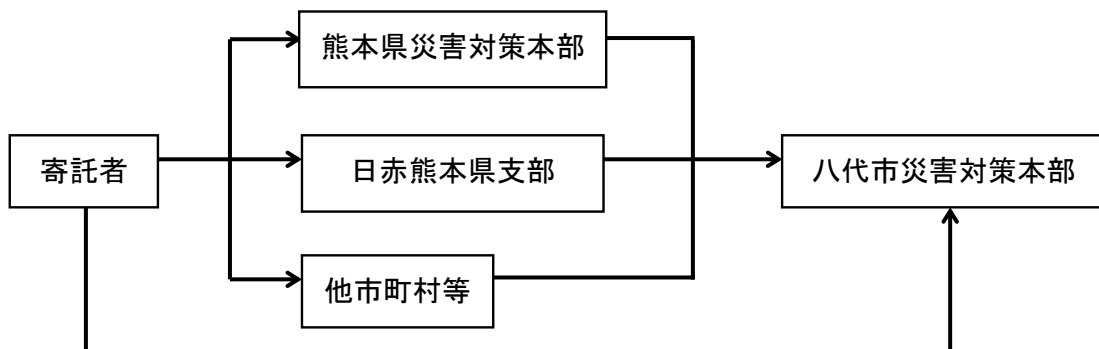 熊本県災害対策本部
寄託者
日赤熊本県支部
八代市災害対策本部
他市町村等